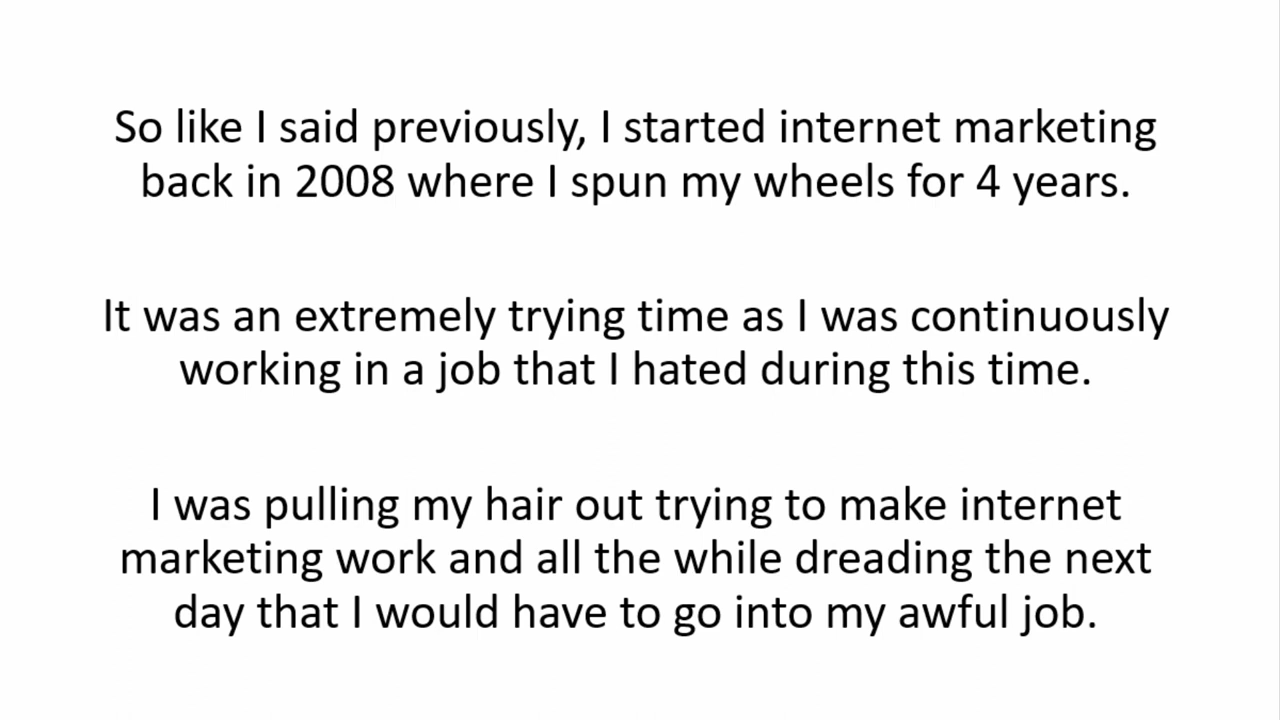 So like I said previously, I started internet marketing
back in 2008 where I spun my wheels for 4 years.
It was an extremely trying time as I was continuously
working in a job that I hated during this time.
I was pulling my hair out trying to make internet
marketing work and all the while dreading the next
day that I would have to go into my awful job.